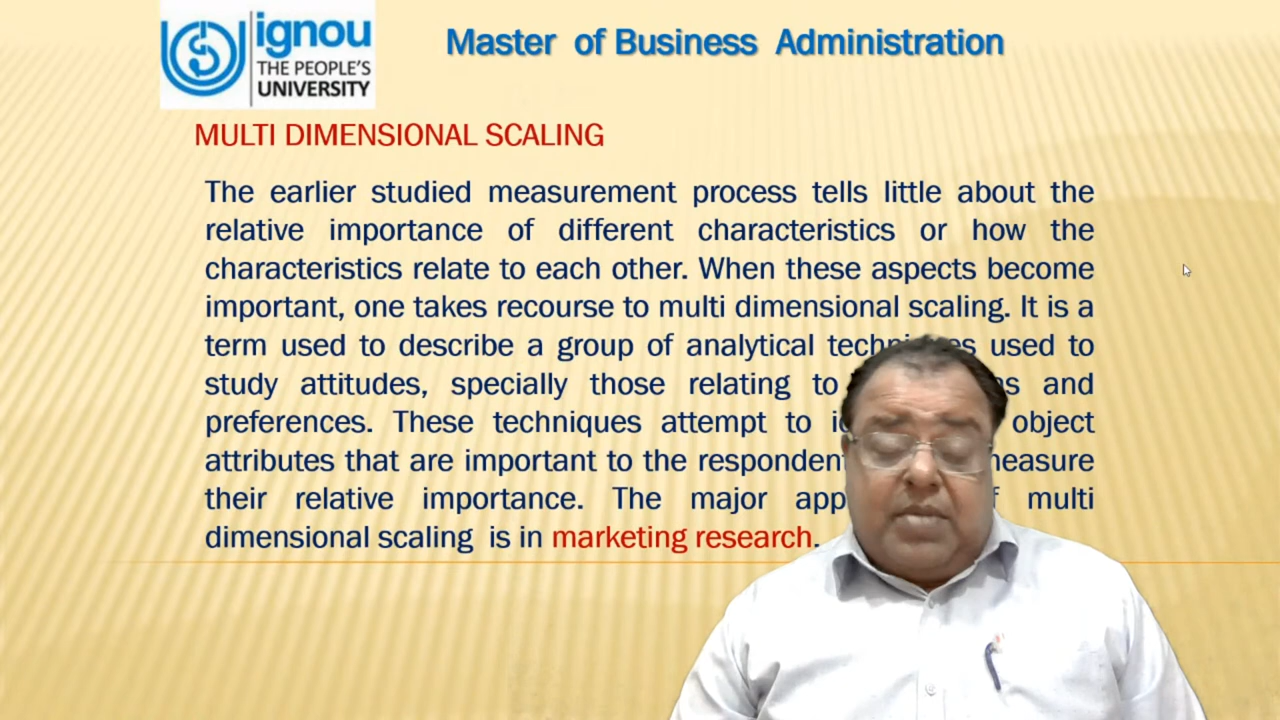 ignou
THE PEOPLE'S
UNIVERSITY
Master of Business Administration
MULTI DIMENSIONAL SCALING
The earlier studied measurement process tells little about the
relative importance of different characteristics or how the
characteristics relate to each other. When these aspects become
important, one takes recourse to multi dimensional scaling. It is a
term used to describe a group of analytical techniques used to
study attitudes, specially those relating to and
preferences. These techniques attempt to object
attributes that are important to the respondent measure
their relative importance. The major multi
dimensional scaling is in marketing research.